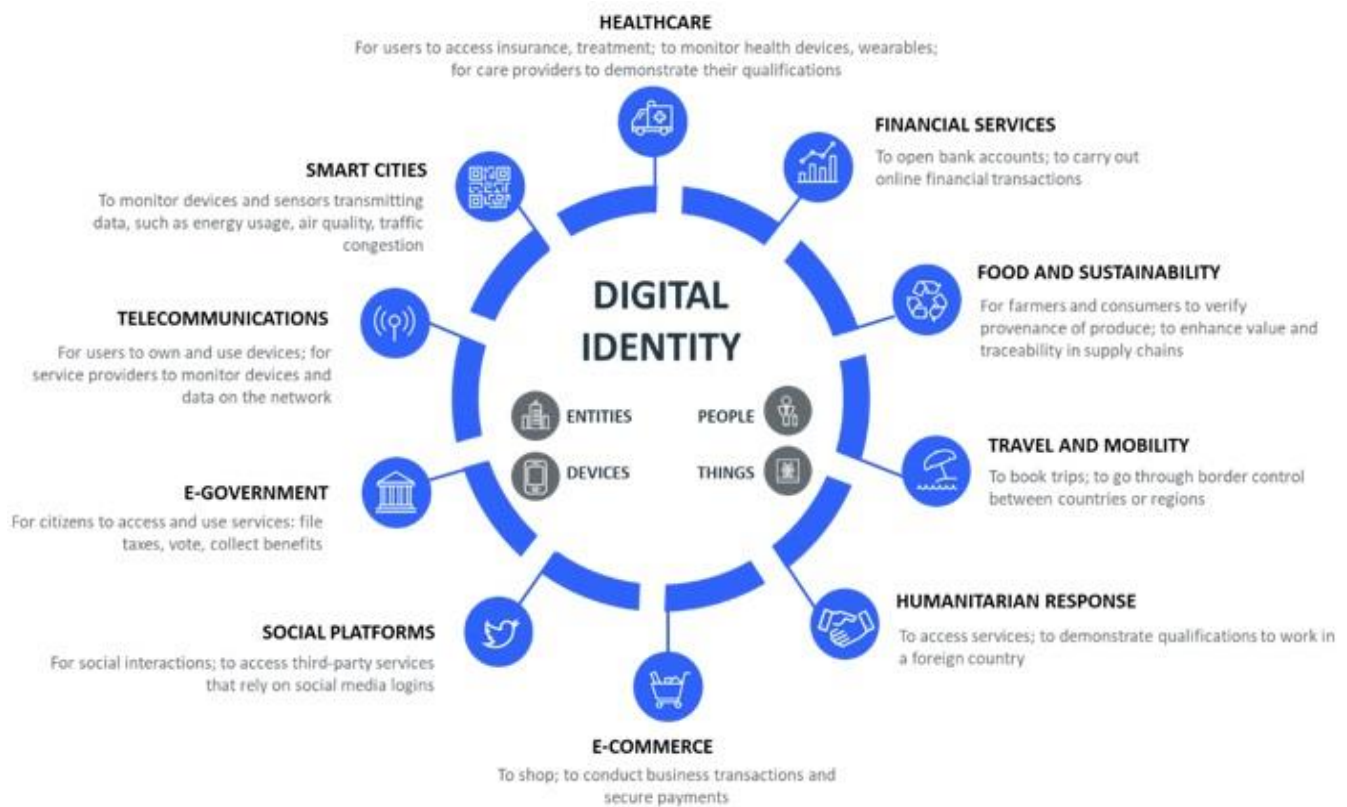 HEALTHCARE
For users to access insurance, treatment; to monitor health devices, wearables;
for care providers to demonstrate their qualifications
FINANCIAL SERVICES
To open bank accounts; to carry out
online financial transactions
FOOD AND SUSTAINABILITY
For farmers and consumers to verify
provenance of produce; to enhance value and
traceability in supply chains
TRAVEL AND MOBILITY
To book trips; to go through border control
between countries or regions
HUMANITARIAN RESPONSE
To access services; to demonstrate qualifications to work in
a foreign country
E-COMMERCE
To shop; to conduct business transactions and
secure payments
SOCIAL PLATFORMS
For social interactions; to access third-party services
that rely on social media logins
E-GOVERNMENT
For citizens to access and use services: file
taxes, vote, collect benefits
TELECOMMUNICATIONS
For users to own and use devices; for
service providers to monitor devices and
data on the network
SMART CITIES
To monitor devices and sensors transmitting
data, such as energy usage, air quality, traffic
congestion
DIGITAL
IDENTITY
ENTITIES
PEOPLE
DEVICES
THINGS